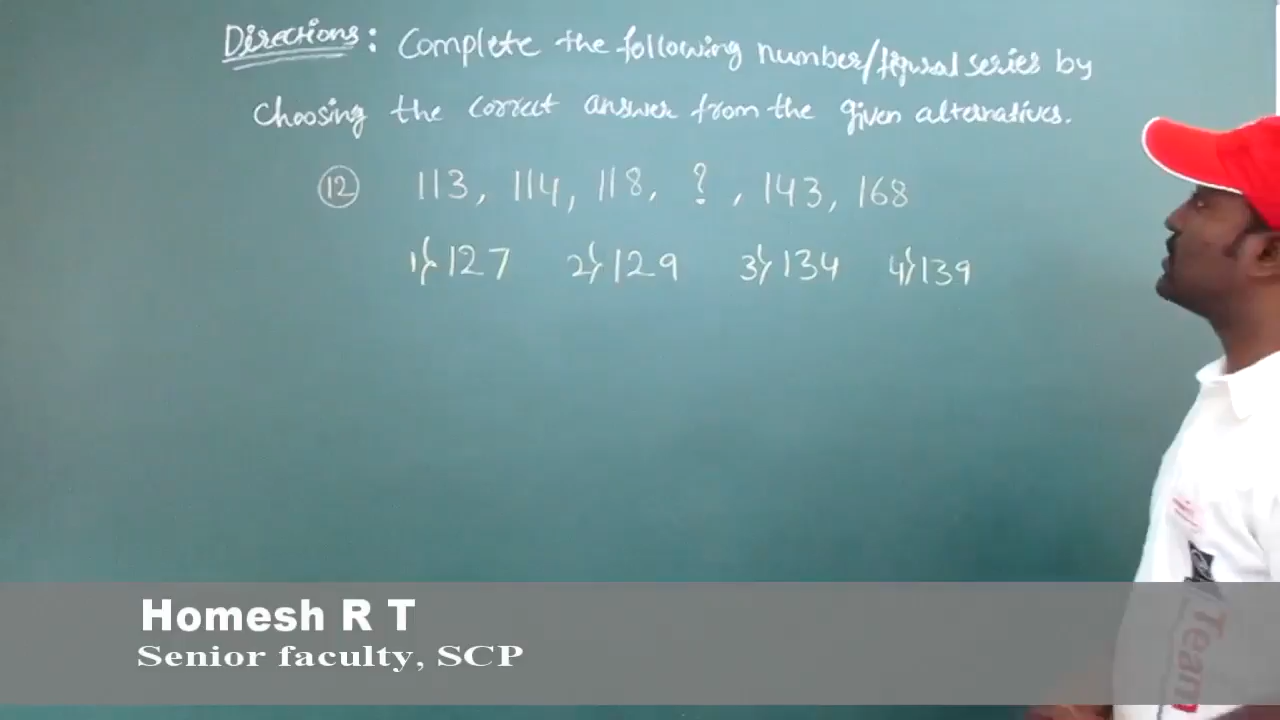 Directions: Complete the following number/figural series by
choosing the correct answer from the given alternatives.
12 113, 114, 118, ?, 143, 168
1) 127 2) 129 3) 134 4) 139
Team
Homesh R T
Senior faculty, SCP